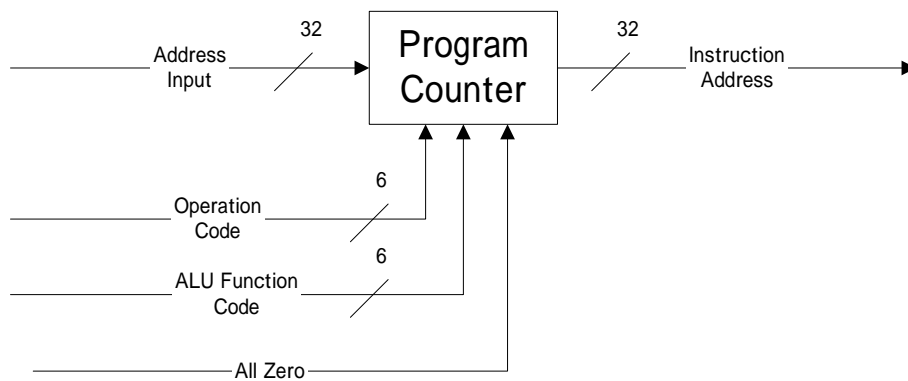 32
Address
Input
Program
Counter
32
Instruction
Address
6
Operation
Code
6
ALU Function
Code
All Zero